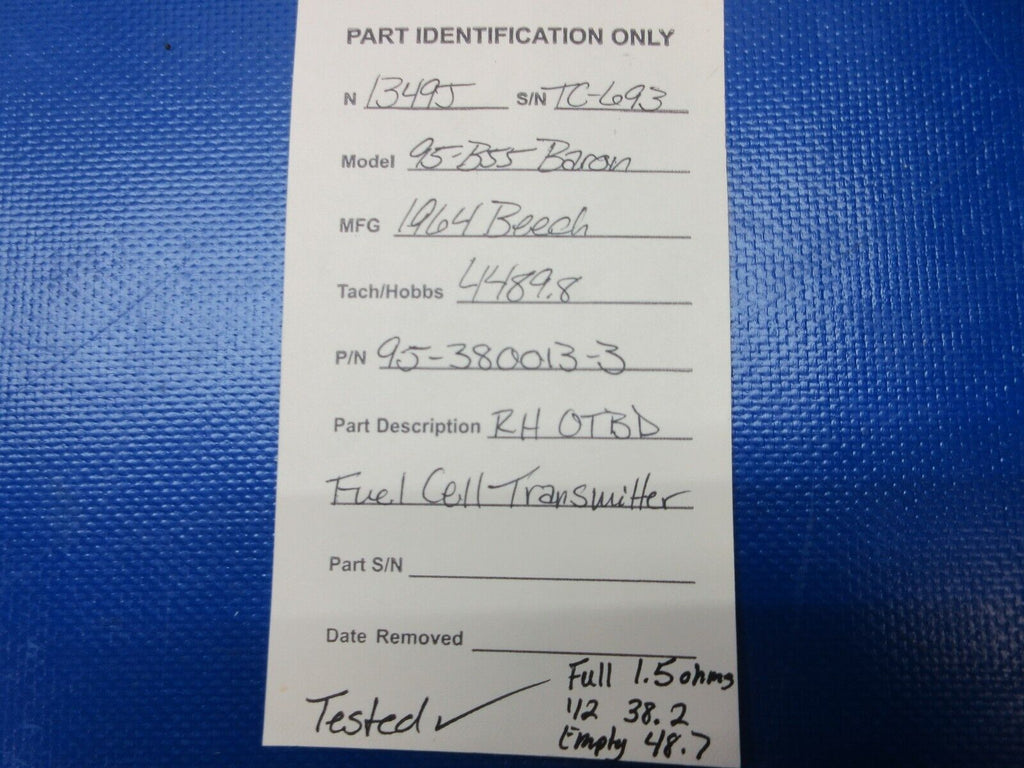 PART IDENTIFICATION ONLY
N 13495 S/N TC-693
Model 95-B55 Baron
MFG 1964 Beech
Tach/Hobbs 4489.8
P/N 95-380013-3
Part Description RH OTBD
Fuel Cell Transmitter
Part S/N
Date Removed
Full 1.5 ohms
1/2 38.2
Tested ✓
Empty 48.7